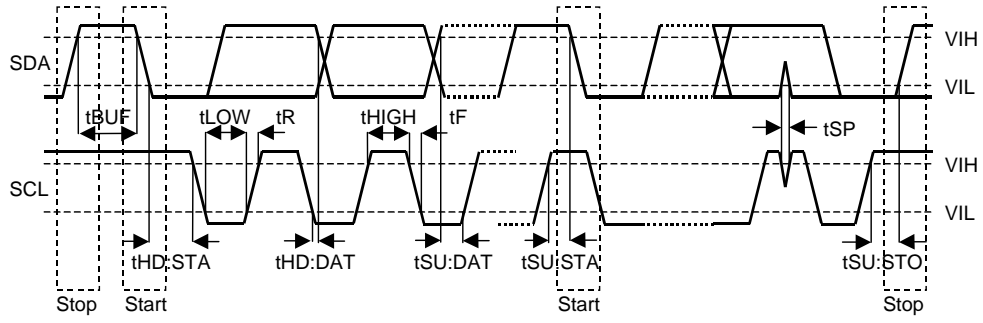 VIH
SDA
VIL
tBUF tLOW tR tHIGH tF
tSP
VIH
SCL
VIL
tHD:STA tHD:DAT tSU:DAT tSU:STA tSU:STO
Stop Start Start Stop